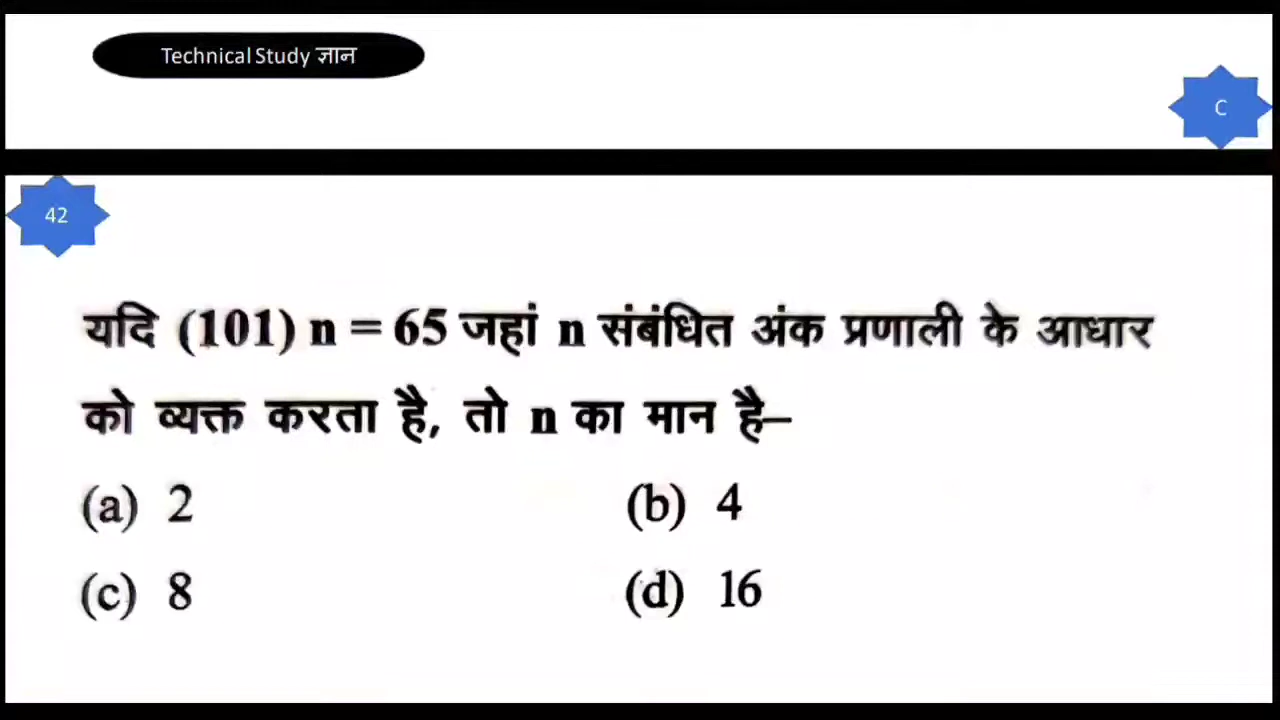 Technical Study ज्ञान
C
42
यदि (101) n = 65 जहां n संबंधित अंक प्रणाली के आधार
को व्यक्त करता है, तो n का मान है–
(a) 2 (b) 4
(c) 8 (d) 16